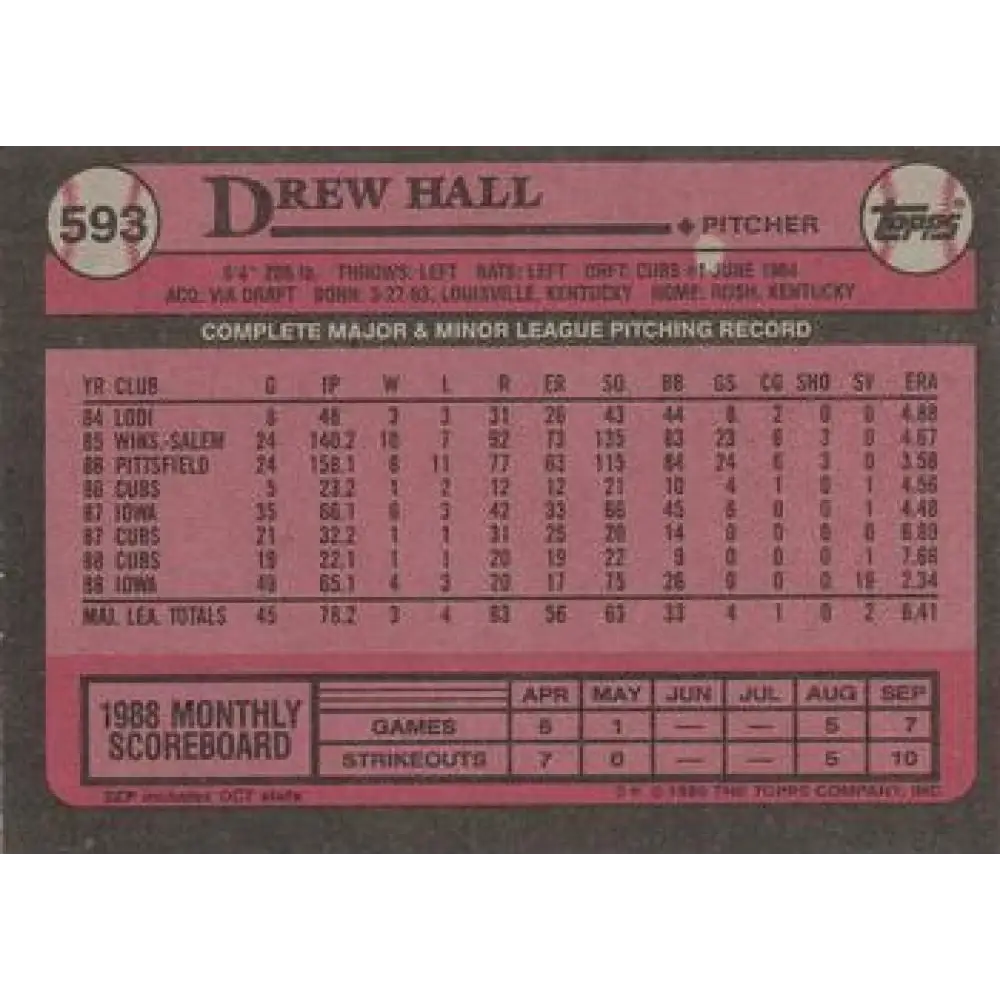 593
DREW HALL
PITCHER
TOPPS
6'4" 205 lb. THROWS: LEFT BATS: LEFT DRFT: CUBS #1-JUNE 1984
ACQ: VIA DRAFT BORN: 3-27-63, LOUISVILLE, KENTUCKY HOME: RUSH, KENTUCKY
COMPLETE MAJOR & MINOR LEAGUE PITCHING RECORD
YR CLUB G IP W L R ER SO BB GS CG SHO SV ERA
84 LODI 8 48 3 3 31 26 43 44 8 2 0 0 4.88
85 WINS.-SALEM 24 140.2 10 7 92 73 135 83 23 6 3 0 4.67
86 PITTSFIELD 24 158.1 8 11 77 63 115 84 24 6 3 0 3.58
86 CUBS 5 23.2 1 2 12 12 21 10 4 1 0 1 4.56
87 IOWA 35 66.1 6 3 42 33 66 45 6 0 0 1 4.48
87 CUBS 21 32.2 1 1 31 25 20 14 0 0 0 0 6.89
88 CUBS 19 22.1 1 1 20 19 22 9 0 0 0 1 7.66
88 IOWA 49 65.1 4 3 20 17 75 26 0 0 0 19 2.34
MAJ. LEA. TOTALS 45 78.2 3 4 63 56 63 33 4 1 0 2 6.41
1988 MONTHLY
SCOREBOARD
APR MAY JUN JUL AUG SEP
GAMES 6 1 — — 5 7
STRIKEOUTS 7 0 — — 5 10
SEP includes OCT stats
© 1989 THE TOPPS COMPANY, INC.